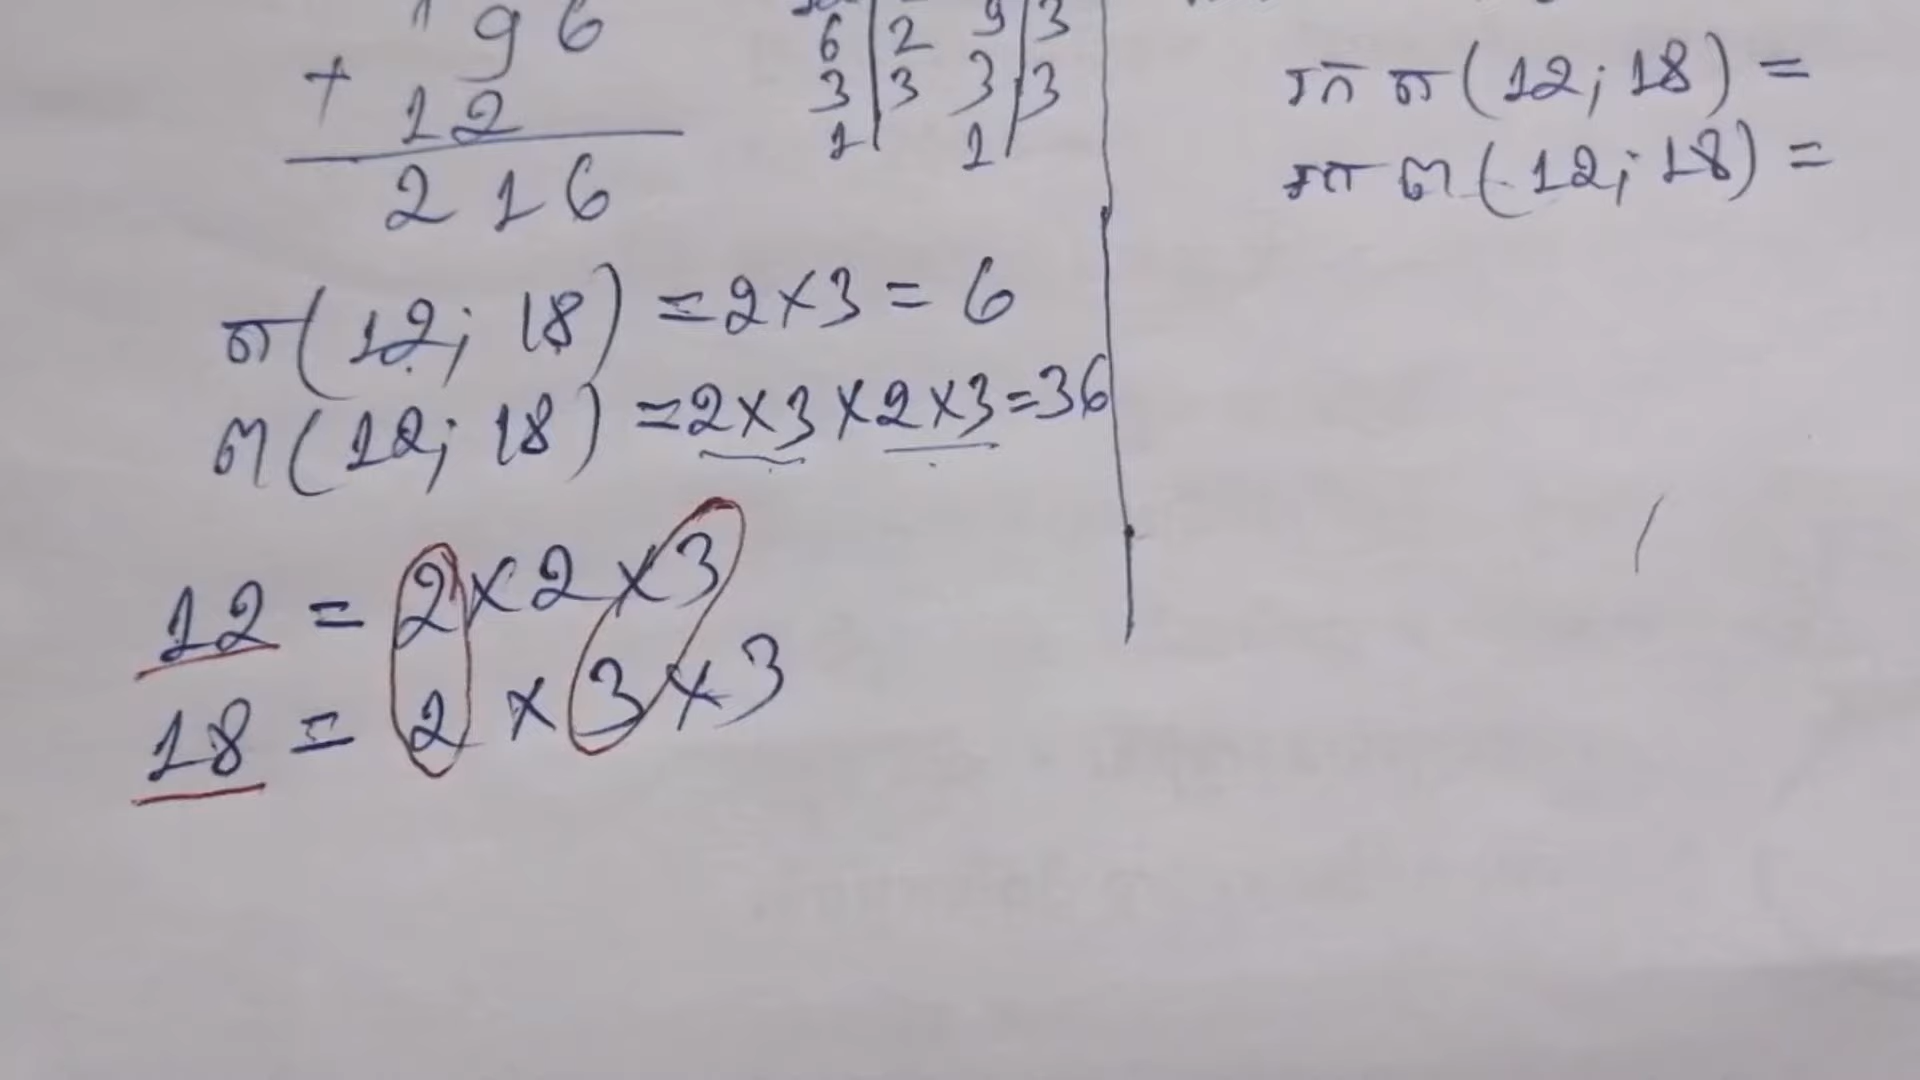 96
+ 12
216
6 | 2 9 | 3
3 | 3 3 | 3
1 | 1 |
(12; 18) = 2×3 = 6
(12; 18) = 2×3×2×3 = 36
12 = 2×2×3
18 = 2×3×3
(12; 18) =
(12; 18) =